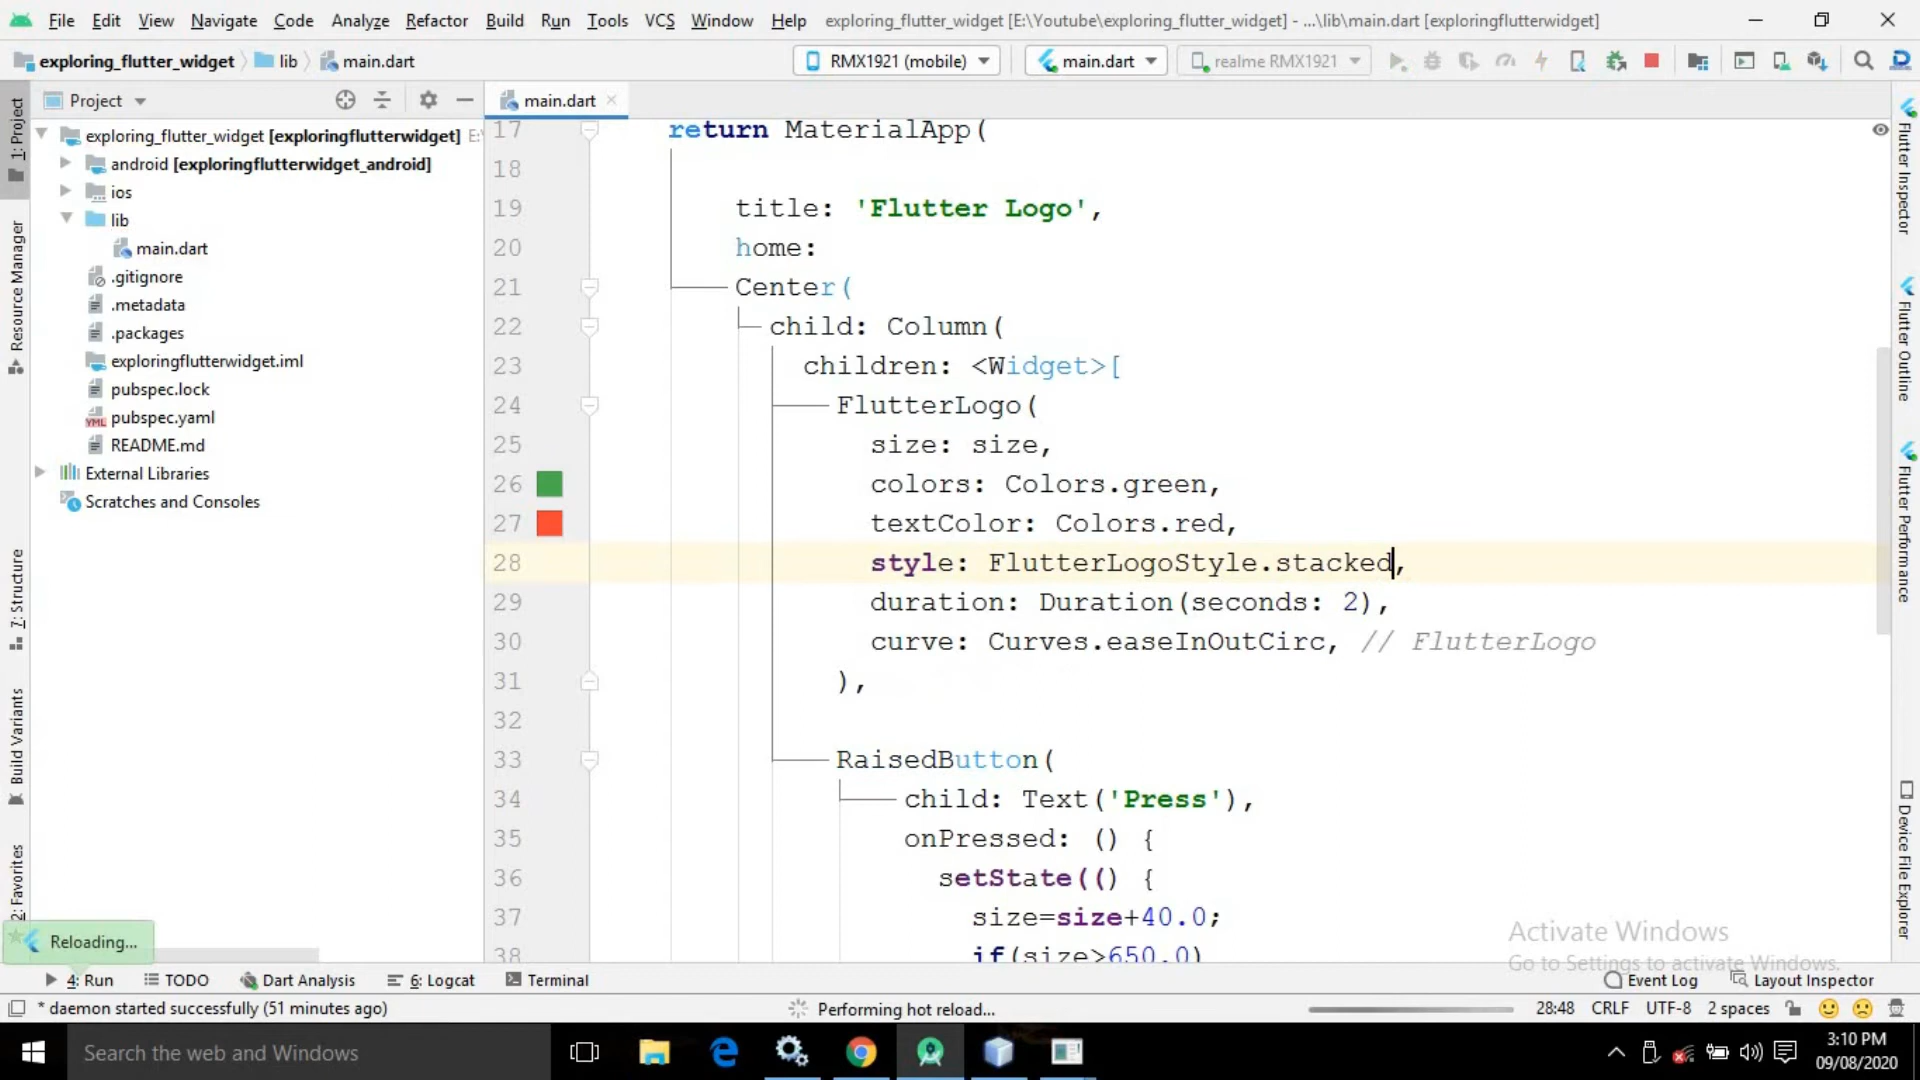 File Edit View Navigate Code Analyze Refactor Build Run Tools VCS Window Help exploring_flutter_widget [E:\Youtube\exploring_flutter_widget] - ...\lib\main.dart [exploringflutterwidget]
exploring_flutter_widget lib main.dart RMX1921 (mobile) main.dart realme RMX1921
Project
main.dart
exploring_flutter_widget [exploringflutterwidget] E:\
android [exploringflutterwidget_android]
ios
lib
main.dart
.gitignore
.metadata
.packages
exploringflutterwidget.iml
pubspec.lock
pubspec.yaml
README.md
External Libraries
Scratches and Consoles
1: Project
Resource Manager
7: Structure
Build Variants
2: Favorites
17 return MaterialApp(
18
19 title: 'Flutter Logo',
20 home:
21 Center(
22 child: Column(
23 children: <Widget>[
24 FlutterLogo(
25 size: size,
26 colors: Colors.green,
27 textColor: Colors.red,
28 style: FlutterLogoStyle.stacked,
29 duration: Duration(seconds: 2),
30 curve: Curves.easeInOutCirc, // FlutterLogo
31 ),
32
33 RaisedButton(
34 child: Text('Press'),
35 onPressed: () {
36 setState(() {
37 size=size+40.0;
38 if(size>650.0)
Flutter Inspector
Flutter Outline
Flutter Performance
Device File Explorer
Reloading...
Activate Windows
Go to Settings to activate Windows.
4: Run TODO Dart Analysis 6: Logcat Terminal Event Log Layout Inspector
* daemon started successfully (51 minutes ago) Performing hot reload... 28:48 CRLF UTF-8 2 spaces
Search the web and Windows
3:10 PM
09/08/2020